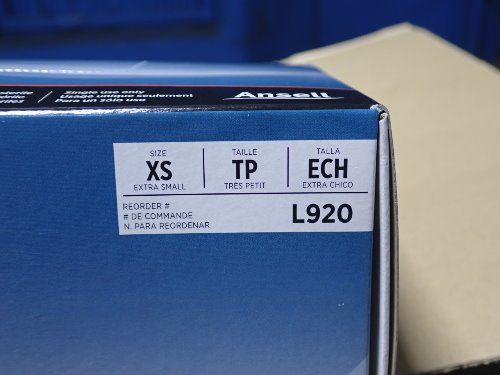 Single use only
Usage unique seulement
Para un sólo uso
Ansell
SIZE TAILLE TALLA
XS TP ECH
EXTRA SMALL TRÈS PETIT EXTRA CHICO
REORDER #
# DE COMMANDE L920
N. PARA REORDENAR